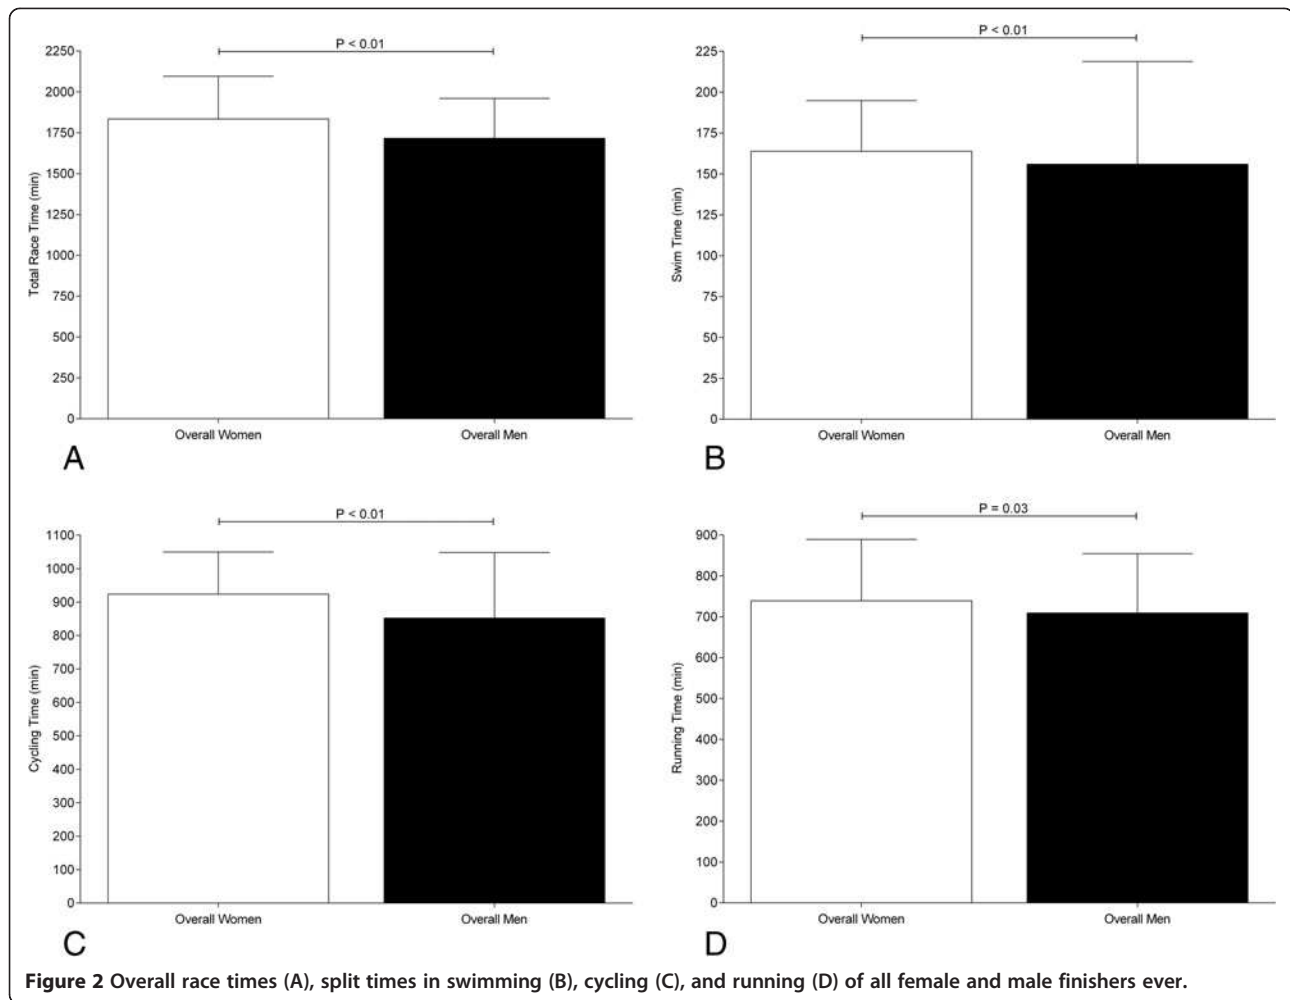 P < 0.01
2250
2000
1750
1500
1250
1000
750
500
250
0
Total Race Time (min)
Overall Women
Overall Men
A
P < 0.01
225
200
175
150
125
100
75
50
25
0
Swim Time (min)
Overall Women
Overall Men
B
P < 0.01
1100
1000
900
800
700
600
500
400
300
200
100
0
Cycling Time (min)
Overall Women
Overall Men
C
P = 0.03
900
800
700
600
500
400
300
200
100
0
Running Time (min)
Overall Women
Overall Men
D
Figure 2 Overall race times (A), split times in swimming (B), cycling (C), and running (D) of all female and male finishers ever.